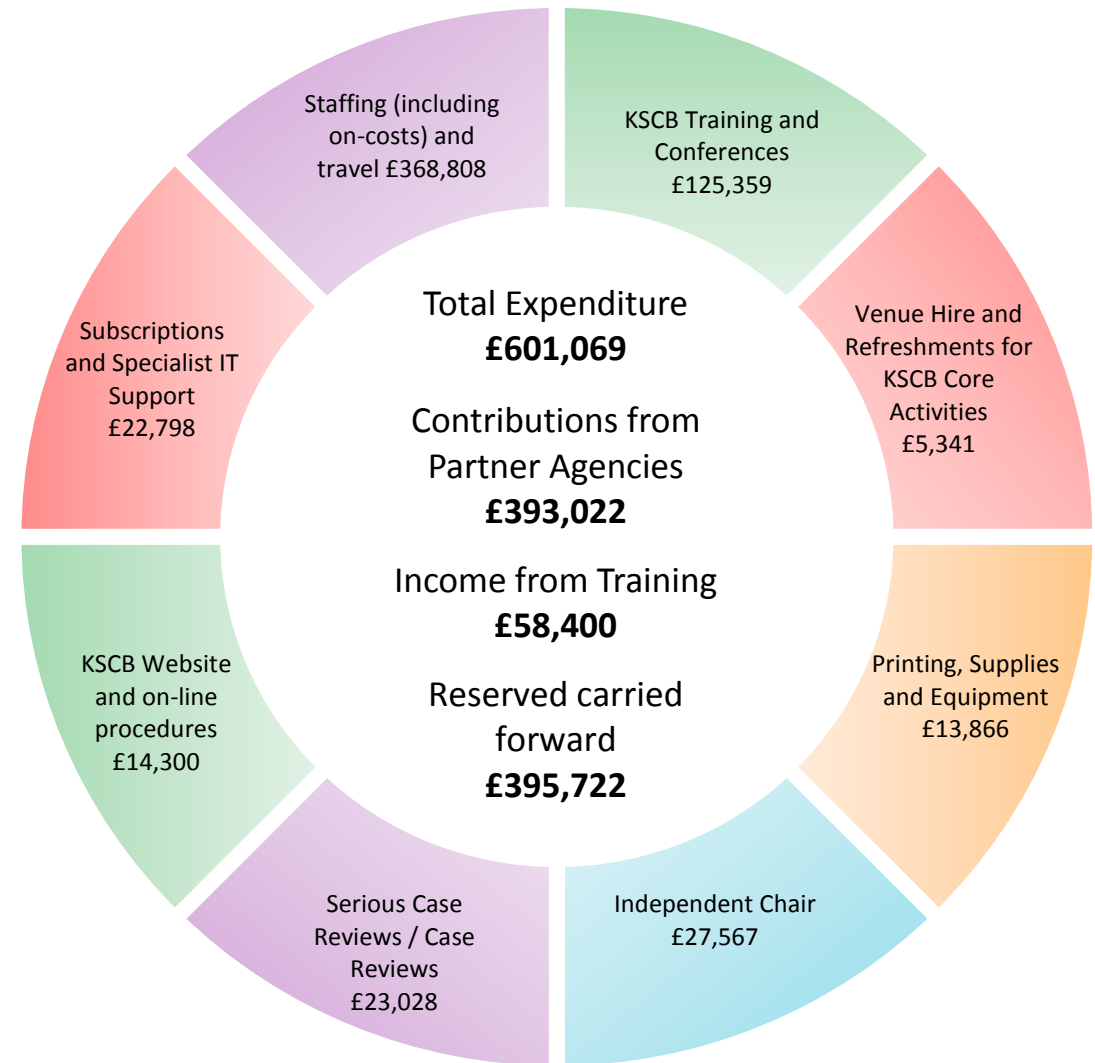 Staffing (including
on-costs) and
travel £368,808
KSCB Training and
Conferences
£125,359
Venue Hire and
Refreshments for
KSCB Core
Activities
£5,341
Printing, Supplies
and Equipment
£13,866
Independent Chair
£27,567
Serious Case
Reviews / Case
Reviews
£23,028
KSCB Website
and on-line
procedures
£14,300
Subscriptions
and Specialist IT
Support
£22,798
Total Expenditure
£601,069
Contributions from
Partner Agencies
£393,022
Income from Training
£58,400
Reserved carried
forward
£395,722